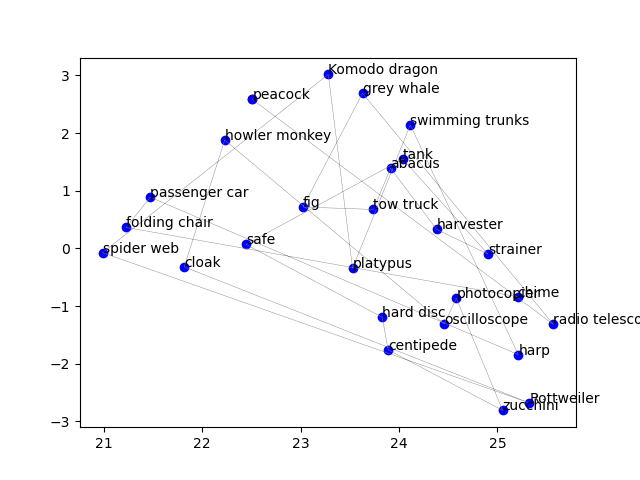 Komodo dragon
grey whale
peacock
swimming trunks
howler monkey
tank
abacus
passenger car
fig
tow truck
folding chair
harvester
safe
strainer
spider web
cloak
platypus
photocopier
chime
hard disc
oscilloscope
radio telesco
centipede
harp
Rottweiler
zucchini
3
2
1
0
−1
−2
−3
21
22
23
24
25